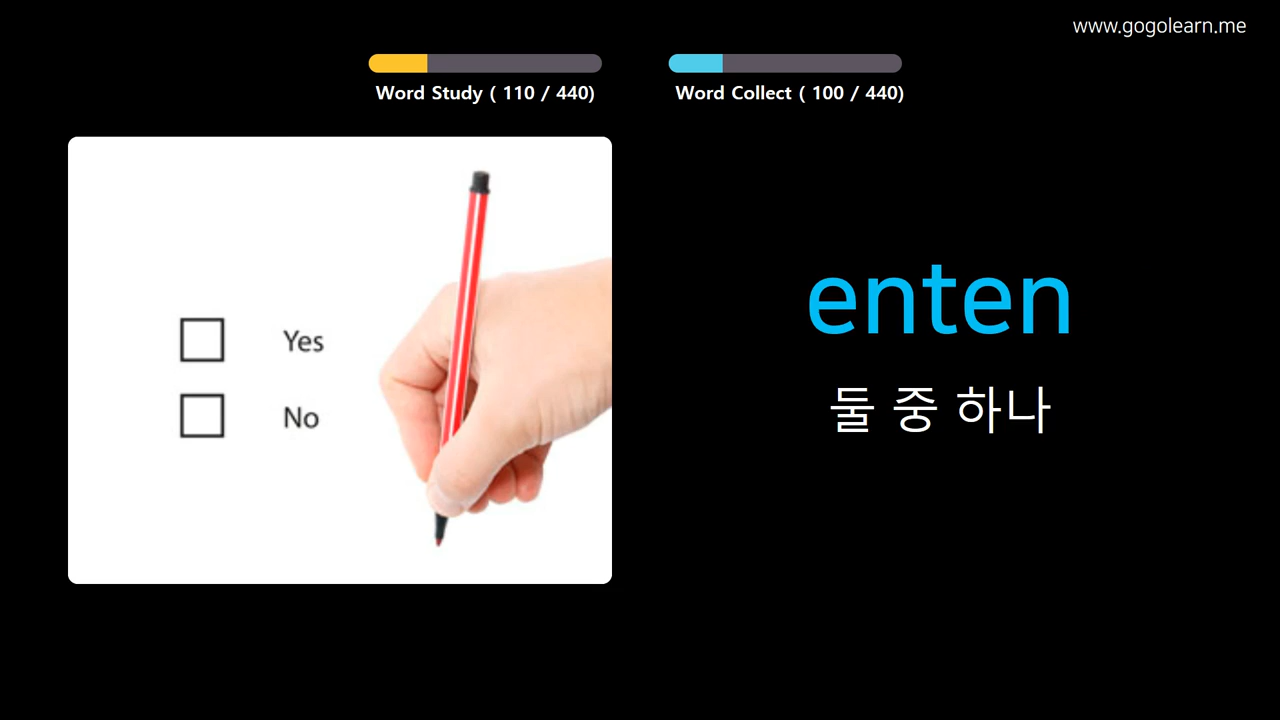 www.gogolearn.me
Word Study ( 110 / 440)
Word Collect ( 100 / 440)
Yes
No
enten
둘 중 하나